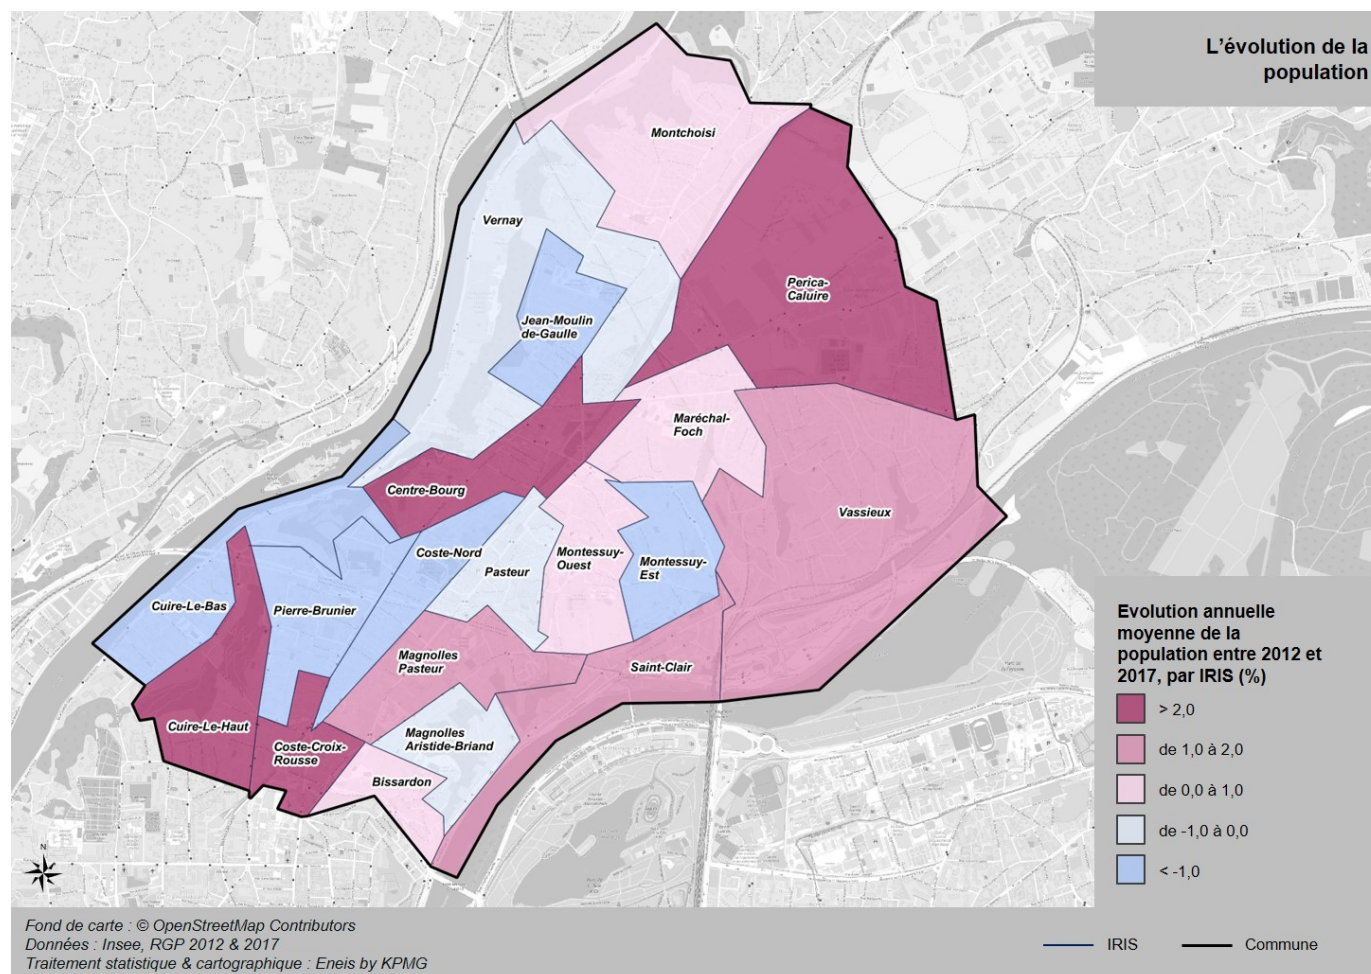 L'évolution de la
population
Montchoisi
Vernay
Perica-
Caluire
Jean-Moulin
de-Gaulle
Maréchal-
Foch
Centre-Bourg
Vassieux
Coste-Nord
Pasteur
Montessuy-
Ouest
Montessuy-
Est
Cuire-Le-Bas
Pierre-Brunier
Magnolles
Pasteur
Saint-Clair
Cuire-Le-Haut
Coste-Croix-
Rousse
Magnolles
Aristide-Briand
Bissardon
Evolution annuelle
moyenne de la
population entre 2012 et
2017, par IRIS (%)
> 2,0
de 1,0 à 2,0
de 0,0 à 1,0
de -1,0 à 0,0
< -1,0
N
Fond de carte : © OpenStreetMap Contributors
Données : Insee, RGP 2012 & 2017
Traitement statistique & cartographique : Eneis by KPMG
IRIS
Commune